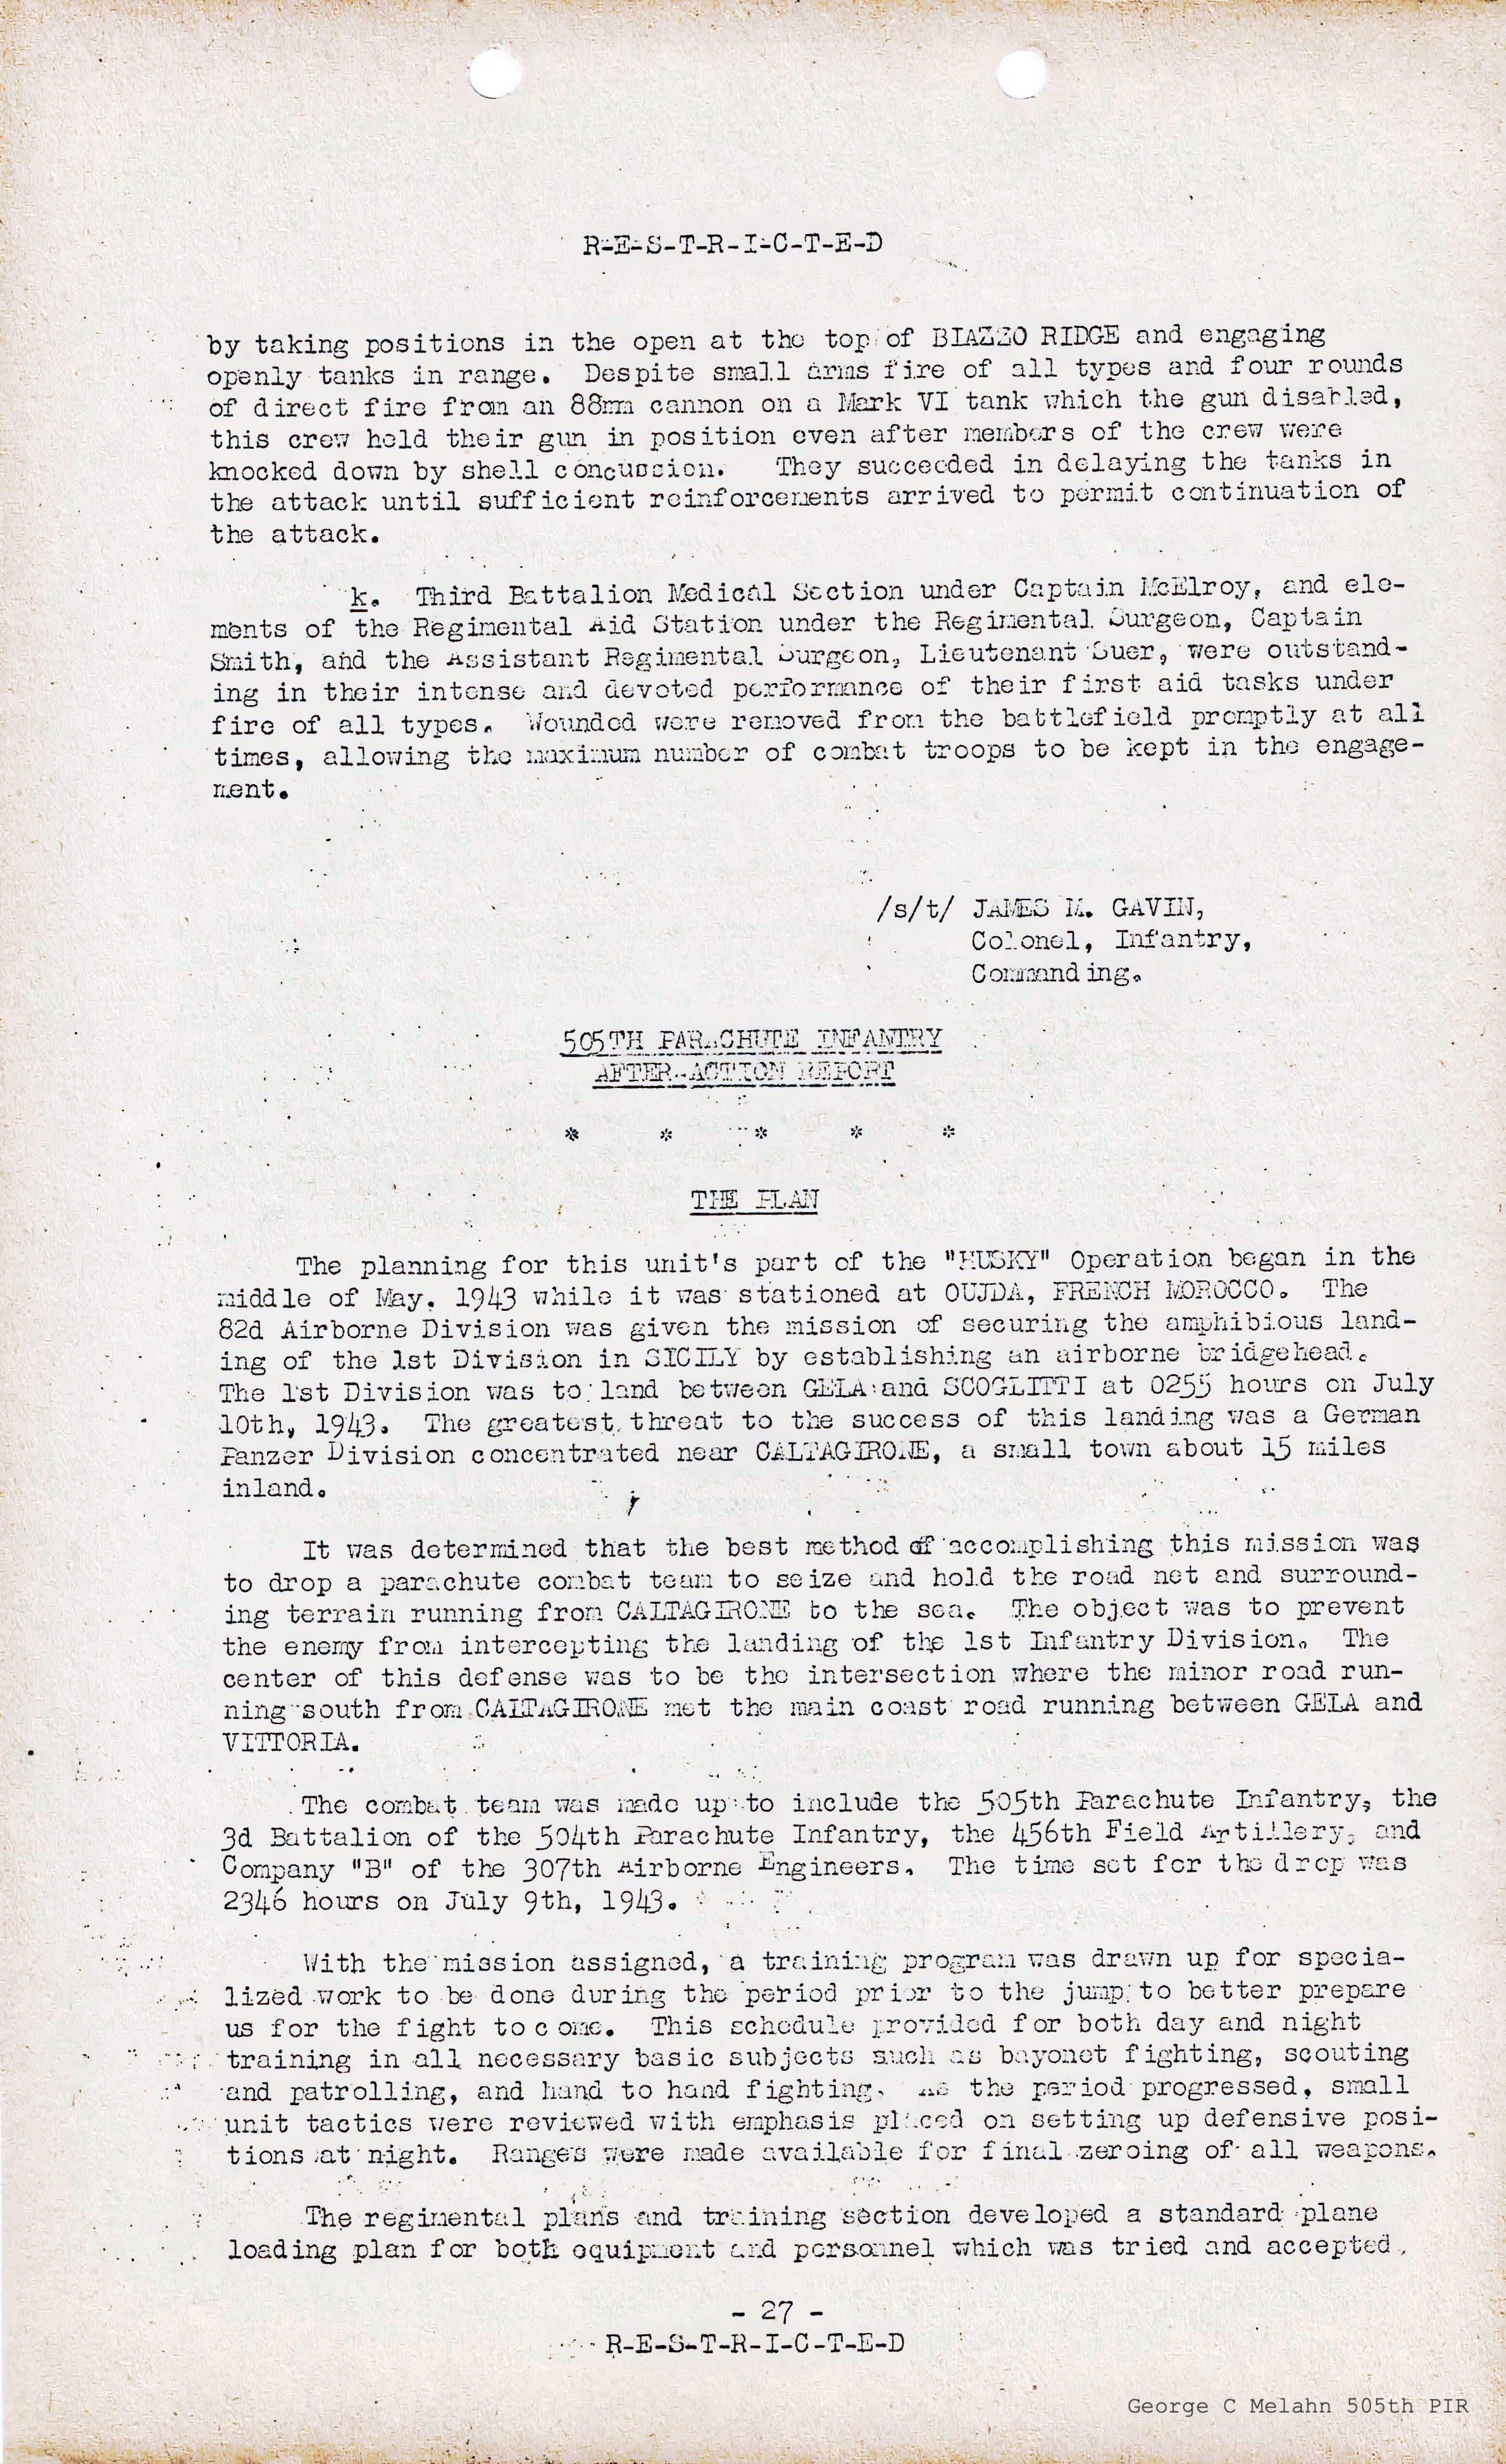 R-E-S-T-R-I-C-T-E-D
by taking positions in the open at the top of BIAZZO RIDGE and engaging
openly tanks in range. Despite small arms fire of all types and four rounds
of direct fire from an 88mm cannon on a Mark VI tank which the gun disabled,
this crew held their gun in position even after members of the crew were
knocked down by shell concussion. They succeeded in delaying the tanks in
the attack until sufficient reinforcements arrived to permit continuation of
the attack.
k. Third Battalion Medical Section under Captain McElroy, and ele-
ments of the Regimental Aid Station under the Regimental Surgeon, Captain
Smith, and the Assistant Regimental Surgeon, Lieutenant Suer, were outstand-
ing in their intense and devoted performance of their first aid tasks under
fire of all types. Wounded were removed from the battlefield promptly at all
times, allowing the maximum number of combat troops to be kept in the engage-
ment.
/s/t/ JAMES M. GAVIN,
Colonel, Infantry,
Commanding.
505TH PARACHUTE INFANTRY
AFTER-ACTION REPORT
* * * * *
THE PLAN
The planning for this unit's part of the "HUSKY" Operation began in the
middle of May. 1943 while it was stationed at OUJDA, FRENCH MOROCCO. The
82d Airborne Division was given the mission of securing the amphibious land-
ing of the 1st Division in SICILY by establishing an airborne bridgehead.
The 1st Division was to land between GELA and SCOGLITTI at 0255 hours on July
10th, 1943. The greatest threat to the success of this landing was a German
Panzer Division concentrated near CALTAGIRONE, a small town about 15 miles
inland.
It was determined that the best method of accomplishing this mission was
to drop a parachute combat team to seize and hold the road net and surround-
ing terrain running from CALTAGIRONE to the sea. The object was to prevent
the enemy from intercepting the landing of the 1st Infantry Division. The
center of this defense was to be the intersection where the minor road run-
ning south from CALTAGIRONE met the main coast road running between GELA and
VITTORIA.
The combat team was made up to include the 505th Parachute Infantry, the
3d Battalion of the 504th Parachute Infantry, the 456th Field Artillery, and
Company "B" of the 307th Airborne Engineers. The time set for the drop was
2346 hours on July 9th, 1943.
With the mission assigned, a training program was drawn up for specia-
lized work to be done during the period prior to the jump to better prepare
us for the fight to come. This schedule provided for both day and night
training in all necessary basic subjects such as bayonet fighting, scouting
and patrolling, and hand to hand fighting. As the period progressed, small
unit tactics were reviewed with emphasis placed on setting up defensive posi-
tions at night. Ranges were made available for final zeroing of all weapons.
The regimental plans and training section developed a standard plane
loading plan for both equipment and personnel which was tried and accepted.
- 27 -
R-E-S-T-R-I-C-T-E-D
George C Melahn 505th PIR